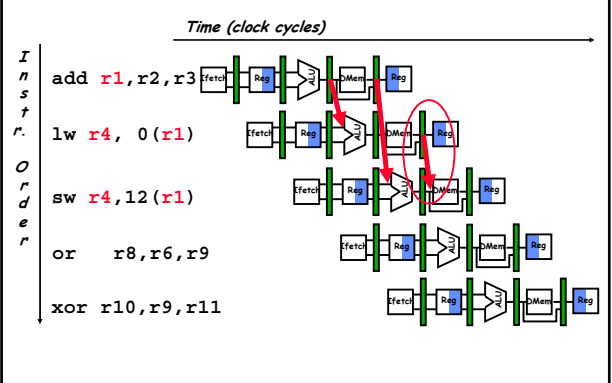 Time (clock cycles)
Instr. Order
add r1,r2,r3
Ifetch Reg ALU DMem Reg
lw r4, 0(r1)
Ifetch Reg ALU DMem Reg
sw r4,12(r1)
Ifetch Reg ALU DMem Reg
or r8,r6,r9
Ifetch Reg ALU DMem Reg
xor r10,r9,r11
Ifetch Reg ALU DMem Reg